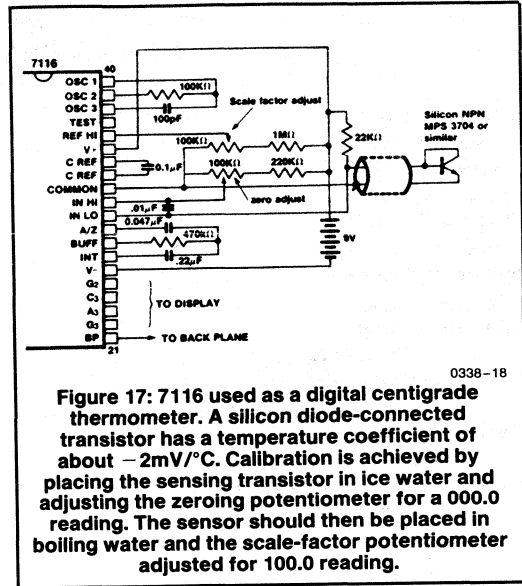 7116
40
OSC 1
OSC 2
OSC 3
TEST
REF HI
V+
C REF
C REF
COMMON
IN HI
IN LO
A/Z
BUFF
INT
V−
G2
C3
A3
G3
BP
21
100KΩ
100pF
Scale factor adjust
100KΩ
1MΩ
0.1µF
100KΩ
220KΩ
zero adjust
.01µF
0.047µF
470kΩ
.22µF
22KΩ
Silicon NPN
MPS 3704 or
similar
9V
TO DISPLAY
TO BACK PLANE
0338-18
Figure 17: 7116 used as a digital centigrade
thermometer. A silicon diode-connected
transistor has a temperature coefficient of
about −2mV/°C. Calibration is achieved by
placing the sensing transistor in ice water and
adjusting the zeroing potentiometer for a 000.0
reading. The sensor should then be placed in
boiling water and the scale-factor potentiometer
adjusted for 100.0 reading.